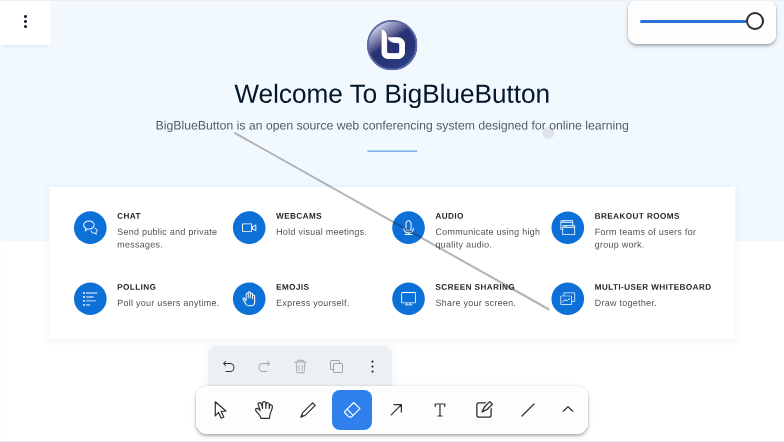 Welcome To BigBlueButton
BigBlueButton is an open source web conferencing system designed for online learning
CHAT
Send public and private
messages.
WEBCAMS
Hold visual meetings.
AUDIO
Communicate using high
quality audio.
BREAKOUT ROOMS
Form teams of users for
group work.
POLLING
Poll your users anytime.
EMOJIS
Express yourself.
SCREEN SHARING
Share your screen.
MULTI-USER WHITEBOARD
Draw together.